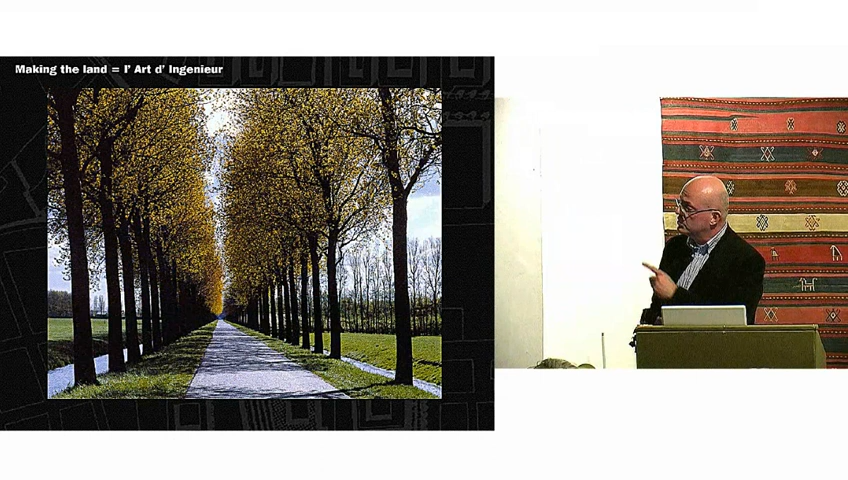 Making the land = l' Art d' Ingenieur